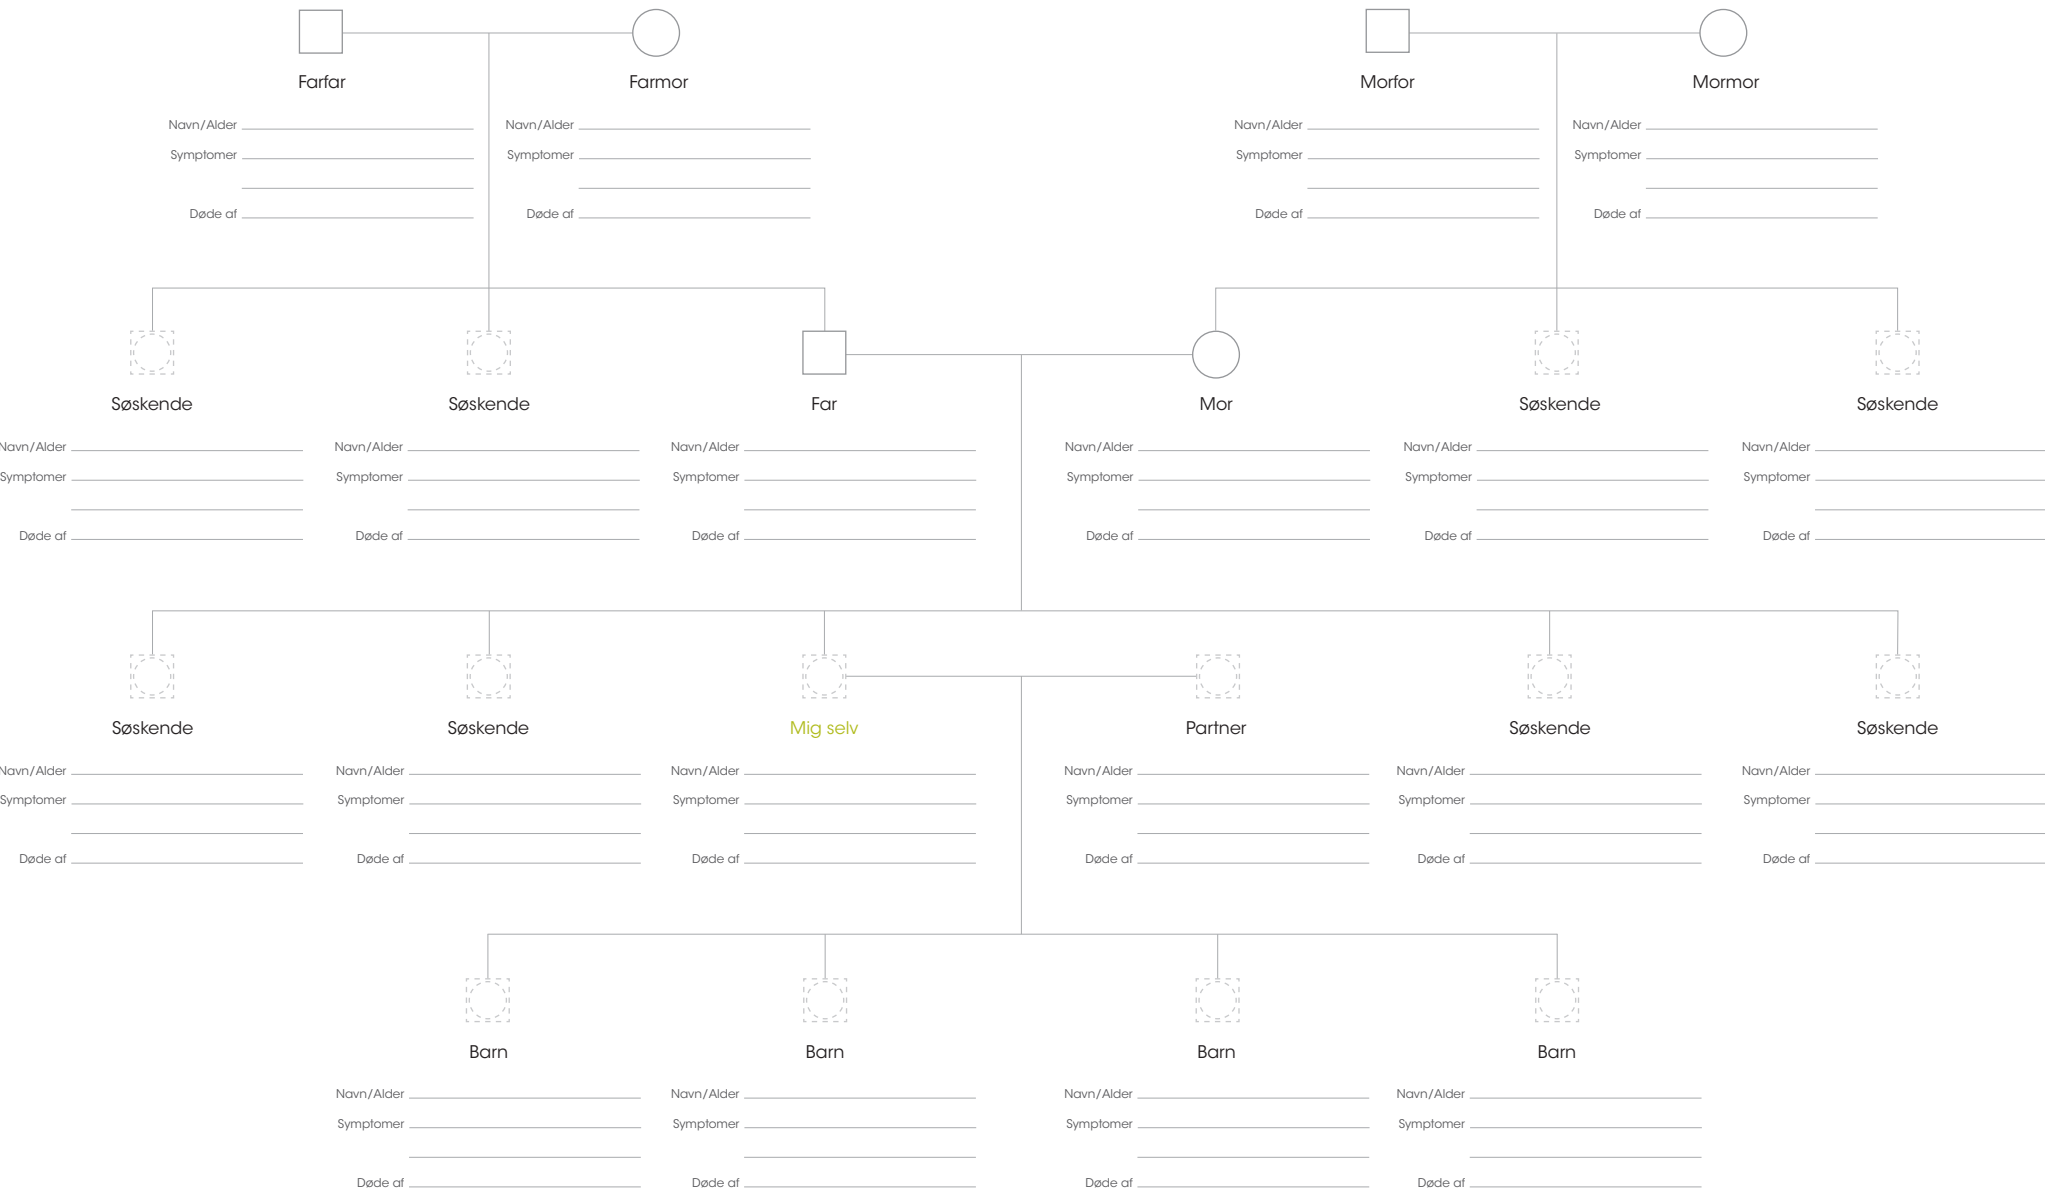 Farfar Farmor Morfor Mormor
Navn/Alder Navn/Alder Navn/Alder Navn/Alder
Symptomer Symptomer Symptomer Symptomer
Døde af Døde af Døde af Døde af
Søskende Søskende Far Mor Søskende Søskende
Navn/Alder Navn/Alder Navn/Alder Navn/Alder Navn/Alder Navn/Alder
Symptomer Symptomer Symptomer Symptomer Symptomer Symptomer
Døde af Døde af Døde af Døde af Døde af Døde af
Søskende Søskende Mig selv Partner Søskende Søskende
Navn/Alder Navn/Alder Navn/Alder Navn/Alder Navn/Alder Navn/Alder
Symptomer Symptomer Symptomer Symptomer Symptomer Symptomer
Døde af Døde af Døde af Døde af Døde af Døde af
Barn Barn Barn Barn
Navn/Alder Navn/Alder Navn/Alder Navn/Alder
Symptomer Symptomer Symptomer Symptomer
Døde af Døde af Døde af Døde af